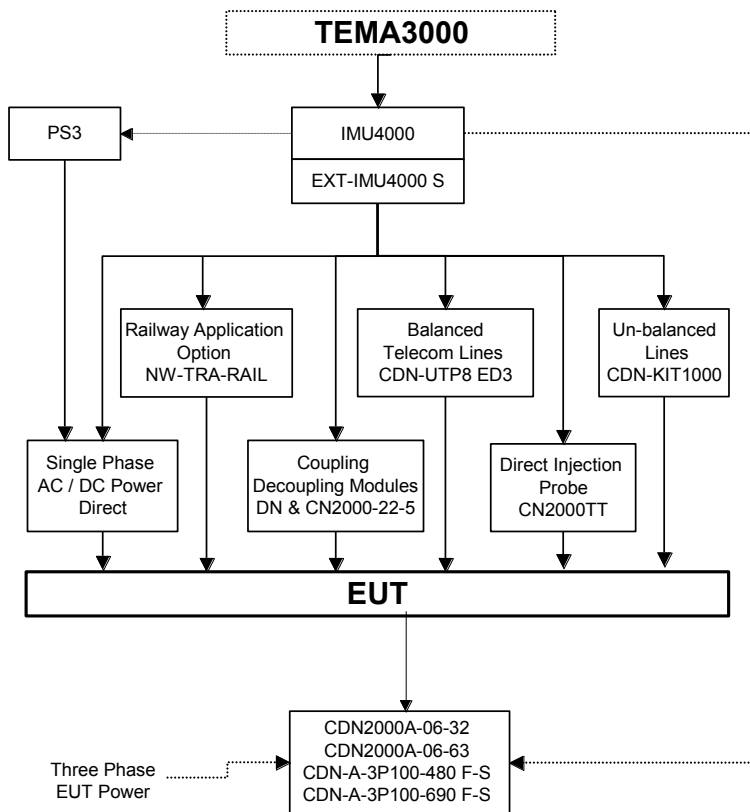 TEMA3000
PS3
IMU4000
EXT-IMU4000 S
Railway Application
Option
NW-TRA-RAIL
Balanced
Telecom Lines
CDN-UTP8 ED3
Un-balanced
Lines
CDN-KIT1000
Single Phase
AC / DC Power
Direct
Coupling
Decoupling Modules
DN & CN2000-22-5
Direct Injection
Probe
CN2000TT
EUT
CDN2000A-06-32
CDN2000A-06-63
CDN-A-3P100-480 F-S
CDN-A-3P100-690 F-S
Three Phase
EUT Power